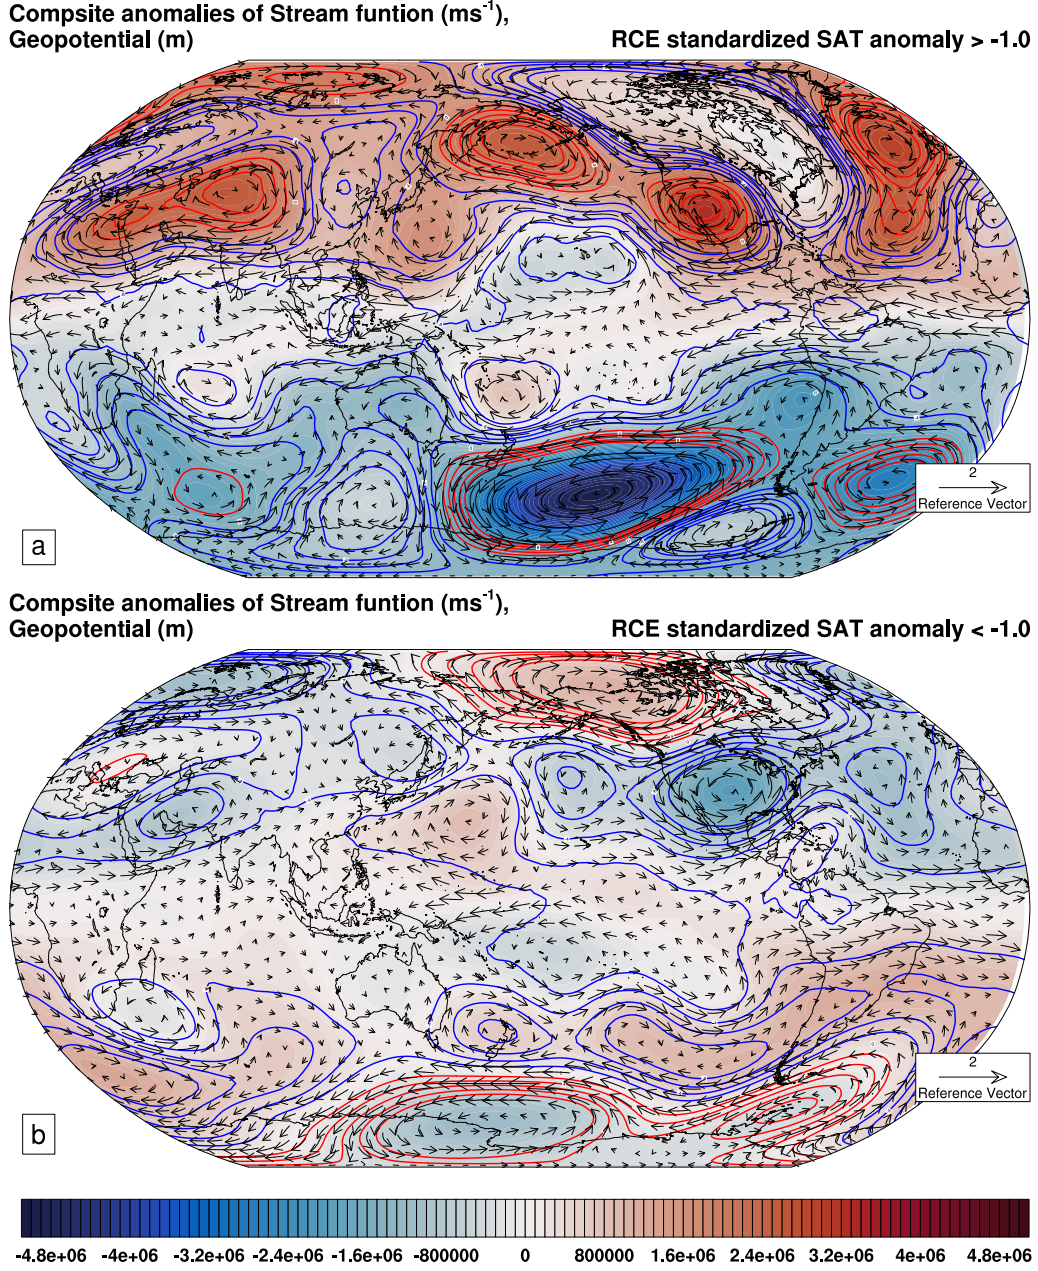 Compsite anomalies of Stream funtion (ms⁻¹),
Geopotential (m)
RCE standardized SAT anomaly > -1.0
2
Reference Vector
a
Compsite anomalies of Stream funtion (ms⁻¹),
Geopotential (m)
RCE standardized SAT anomaly < -1.0
2
Reference Vector
b
-4.8e+06 -4e+06 -3.2e+06 -2.4e+06 -1.6e+06 -800000 0 800000 1.6e+06 2.4e+06 3.2e+06 4e+06 4.8e+06